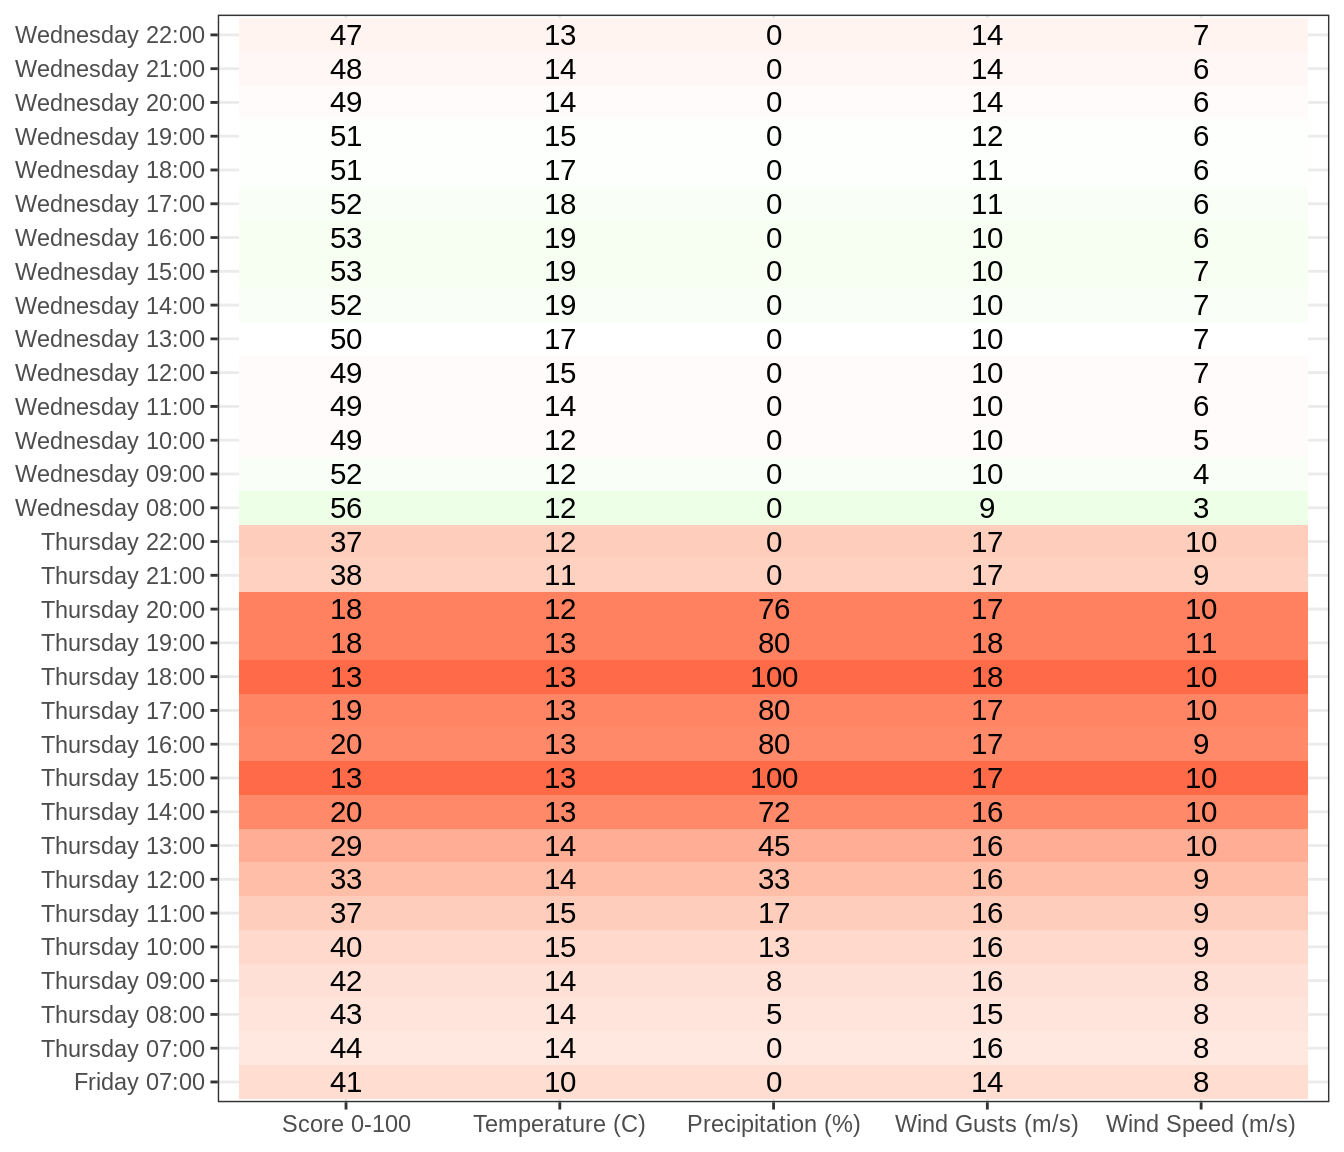 Wednesday 22:00 47 13 0 14 7
Wednesday 21:00 48 14 0 14 6
Wednesday 20:00 49 14 0 14 6
Wednesday 19:00 51 15 0 12 6
Wednesday 18:00 51 17 0 11 6
Wednesday 17:00 52 18 0 11 6
Wednesday 16:00 53 19 0 10 6
Wednesday 15:00 53 19 0 10 7
Wednesday 14:00 52 19 0 10 7
Wednesday 13:00 50 17 0 10 7
Wednesday 12:00 49 15 0 10 7
Wednesday 11:00 49 14 0 10 6
Wednesday 10:00 49 12 0 10 5
Wednesday 09:00 52 12 0 10 4
Wednesday 08:00 56 12 0 9 3
Thursday 22:00 37 12 0 17 10
Thursday 21:00 38 11 0 17 9
Thursday 20:00 18 12 76 17 10
Thursday 19:00 18 13 80 18 11
Thursday 18:00 13 13 100 18 10
Thursday 17:00 19 13 80 17 10
Thursday 16:00 20 13 80 17 9
Thursday 15:00 13 13 100 17 10
Thursday 14:00 20 13 72 16 10
Thursday 13:00 29 14 45 16 10
Thursday 12:00 33 14 33 16 9
Thursday 11:00 37 15 17 16 9
Thursday 10:00 40 15 13 16 9
Thursday 09:00 42 14 8 16 8
Thursday 08:00 43 14 5 15 8
Thursday 07:00 44 14 0 16 8
Friday 07:00 41 10 0 14 8
Score 0-100 Temperature (C) Precipitation (%) Wind Gusts (m/s) Wind Speed (m/s)